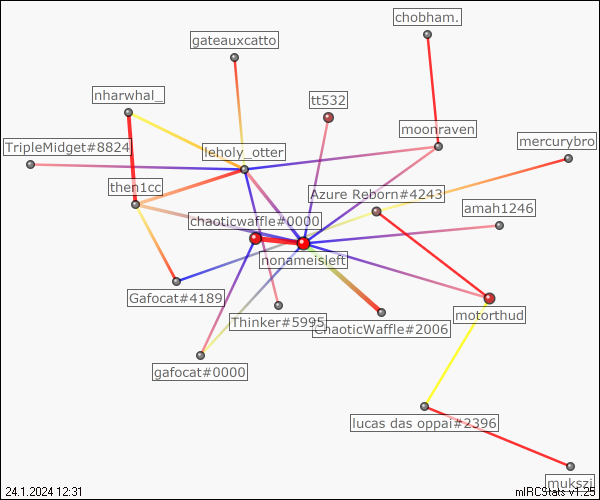 chobham.
gateauxcatto
nharwhal_
tt532
moonraven
mercurybro
TripleMidget#8824
leholy_otter
then1cc
Azure Reborn#4243
amah1246
chaoticwaffle#0000
nonameisleft
Gafocat#4189
Thinker#5995
ChaoticWaffle#2006
motorthud
gafocat#0000
lucas das oppai#2396
mukszi
24.1.2024 12:31
mIRCStats v1.25